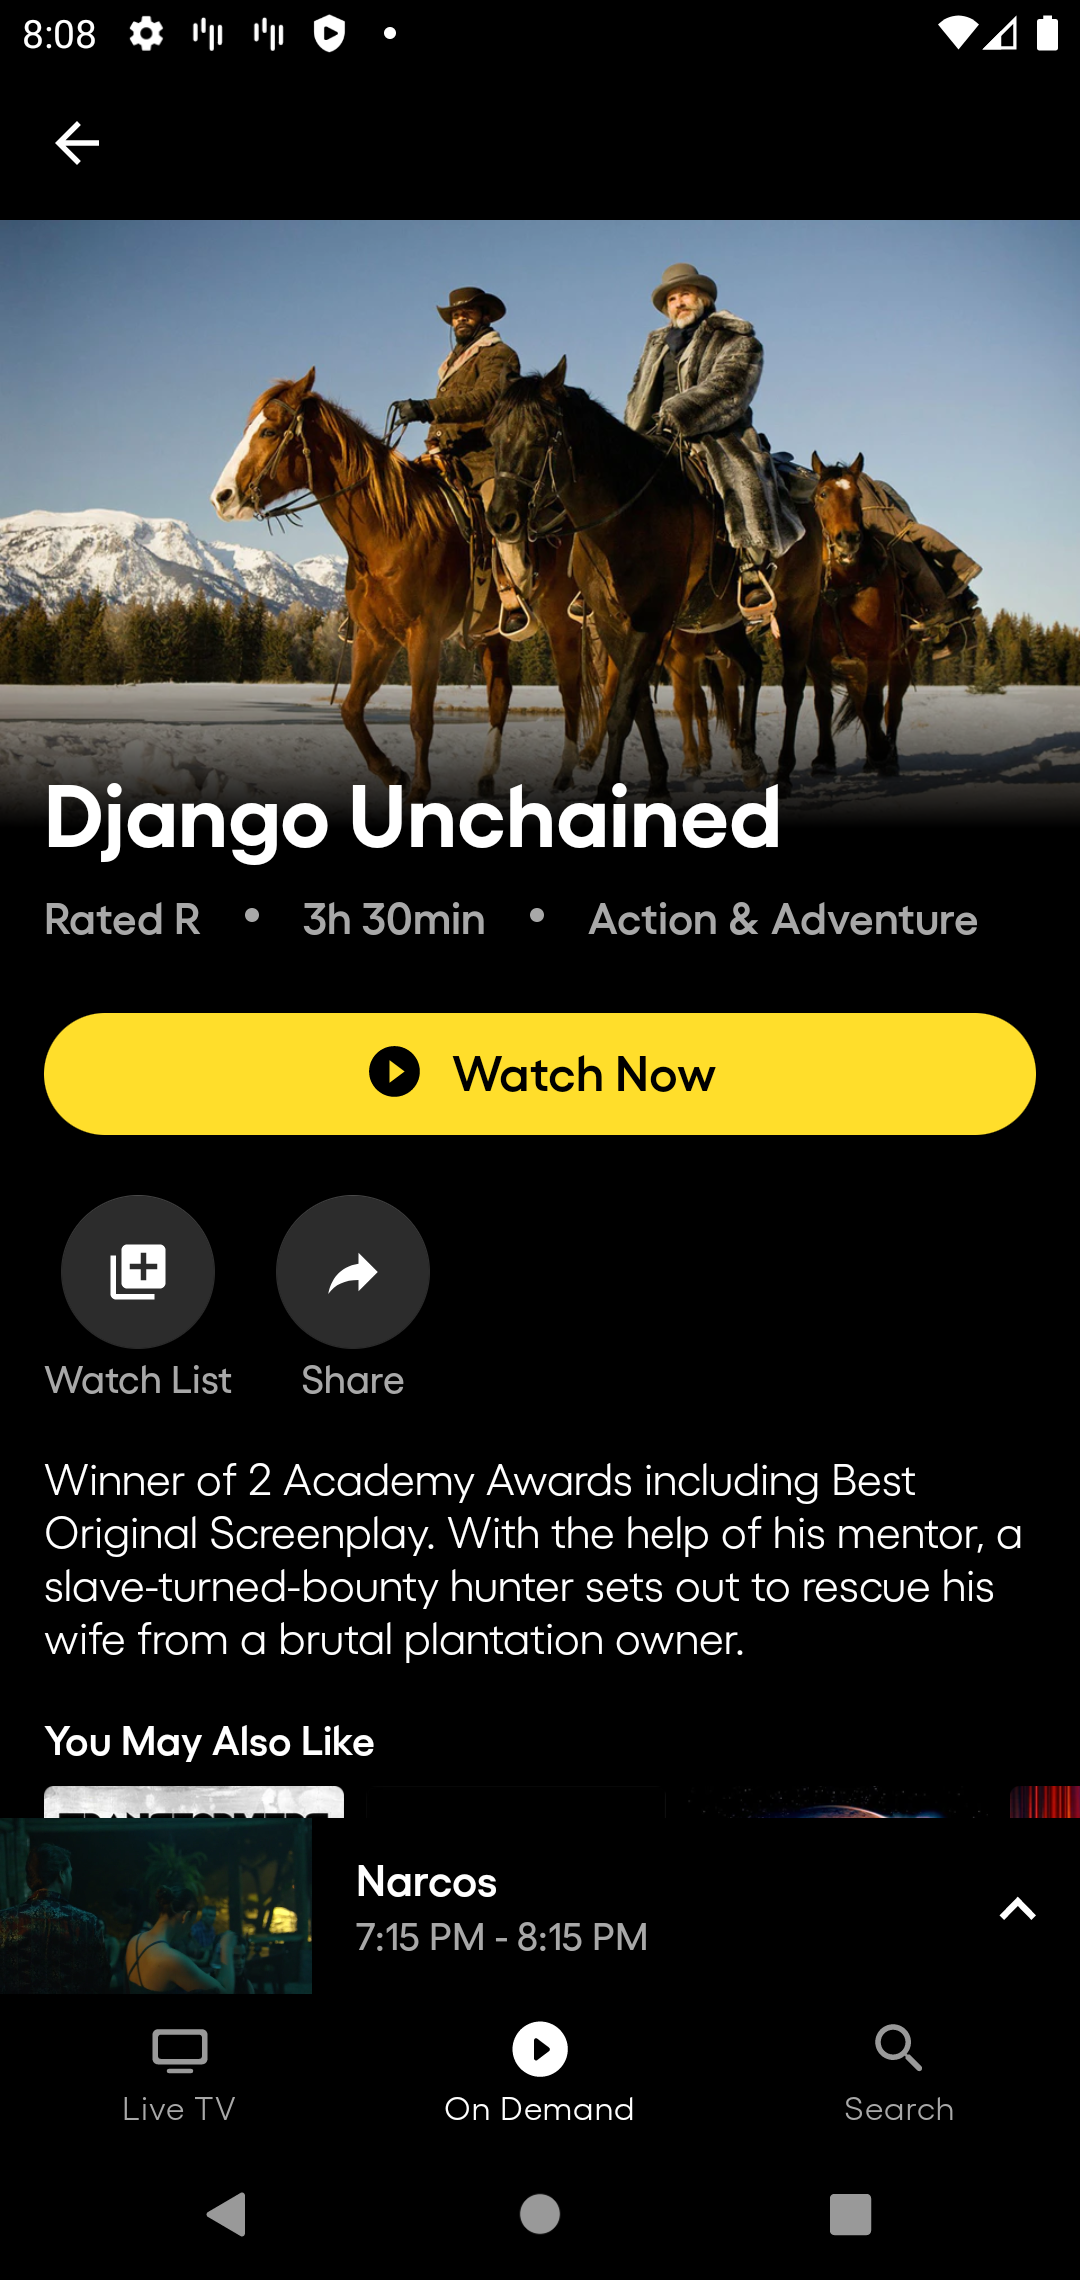 8:08
Django Unchained
Rated R • 3h 30min • Action & Adventure
Watch Now
Watch List
Share
Winner of 2 Academy Awards including Best
Original Screenplay. With the help of his mentor, a
slave-turned-bounty hunter sets out to rescue his
wife from a brutal plantation owner.
You May Also Like
Narcos
7:15 PM - 8:15 PM
Live TV
On Demand
Search